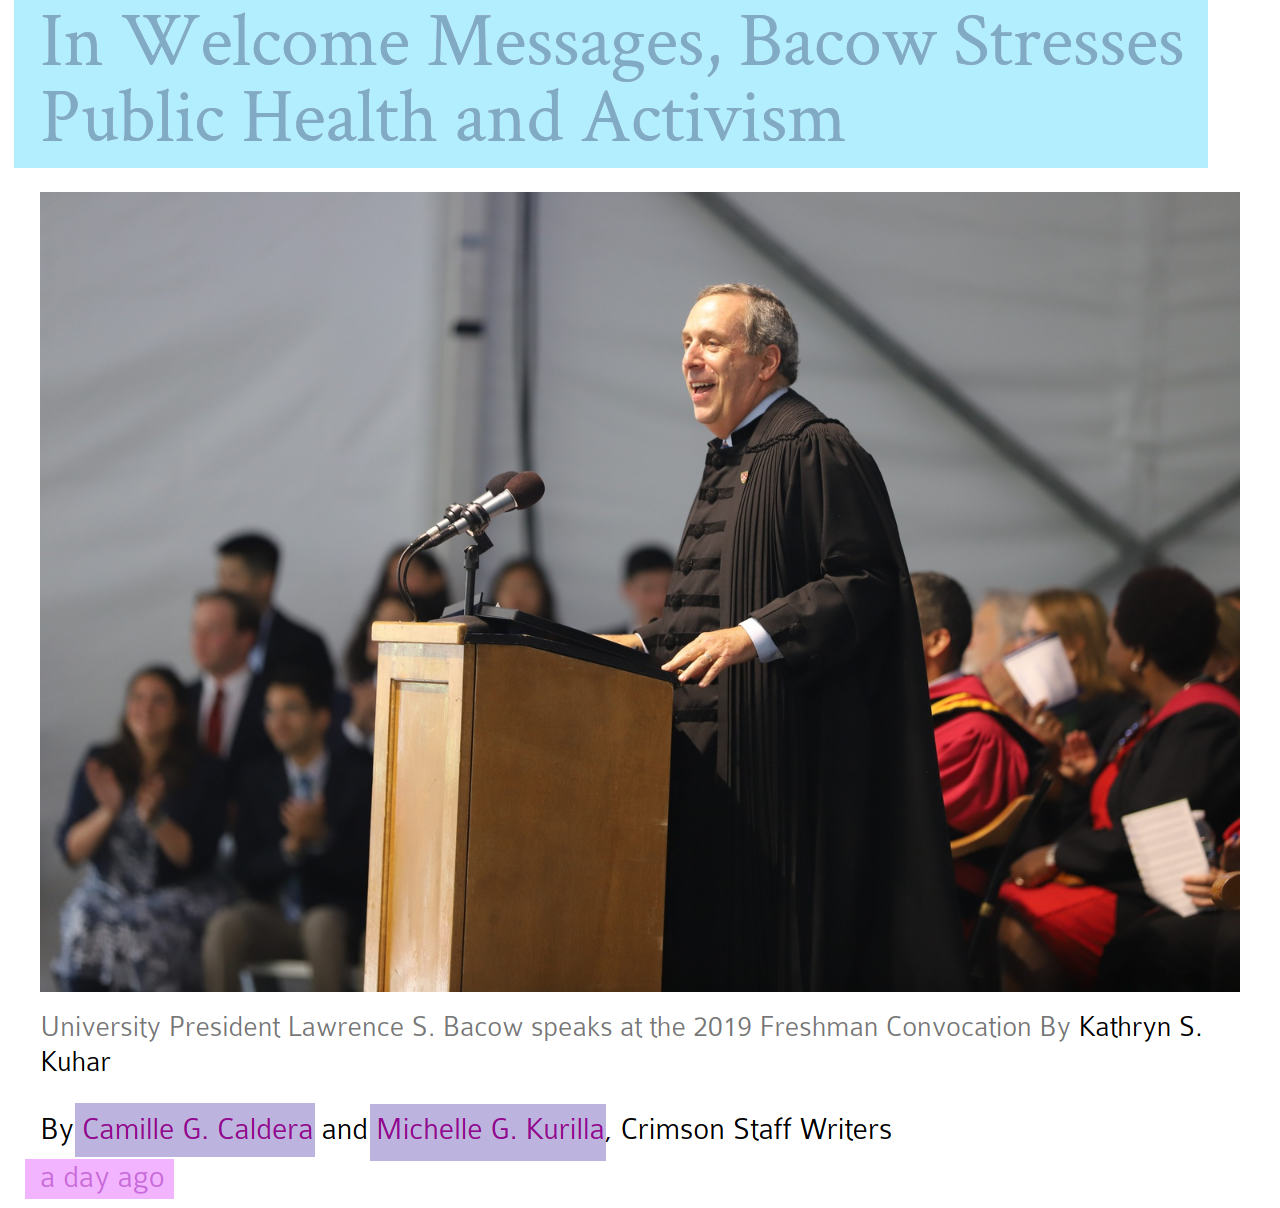 In Welcome Messages, Bacow Stresses
Public Health and Activism
University President Lawrence S. Bacow speaks at the 2019 Freshman Convocation By Kathryn S.
Kuhar
By Camille G. Caldera and Michelle G. Kurilla, Crimson Staff Writers
a day ago